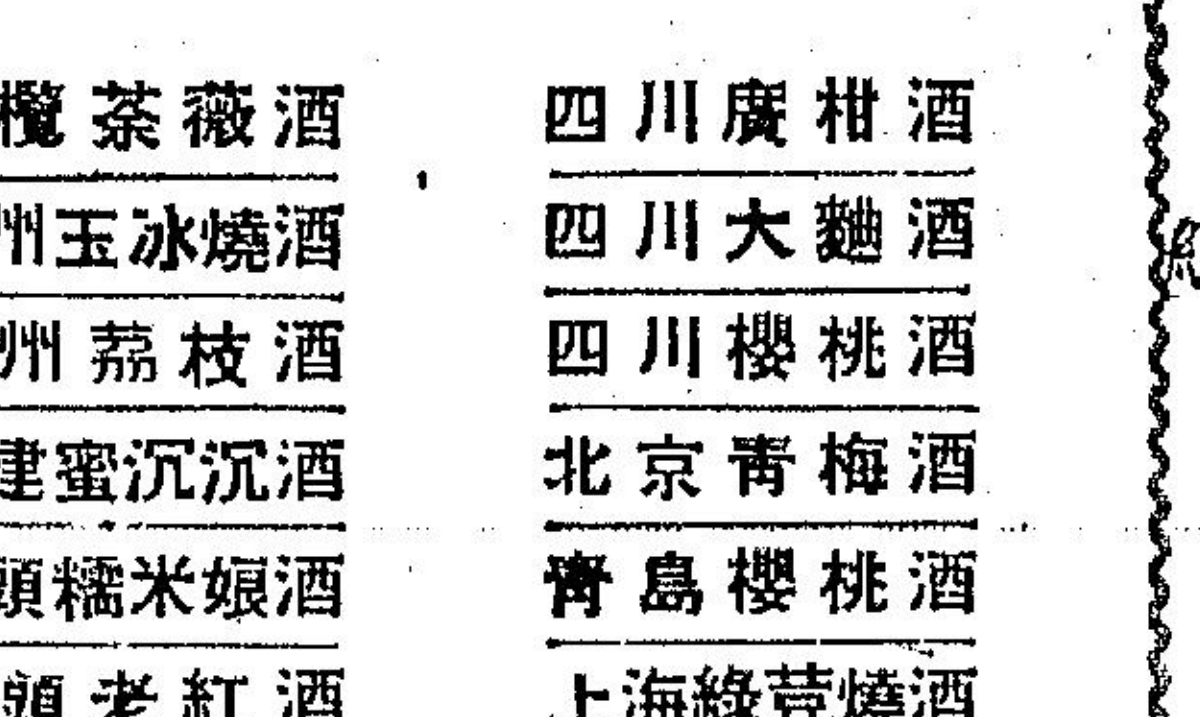 欖荼薇酒
州玉冰燒酒
州荔枝酒
建蜜沉沉酒
頭糯米娘酒
頭老紅酒
四川廣柑酒
四川大麯酒
四川櫻桃酒
北京青梅酒
青島櫻桃酒
上海綠荳燒酒